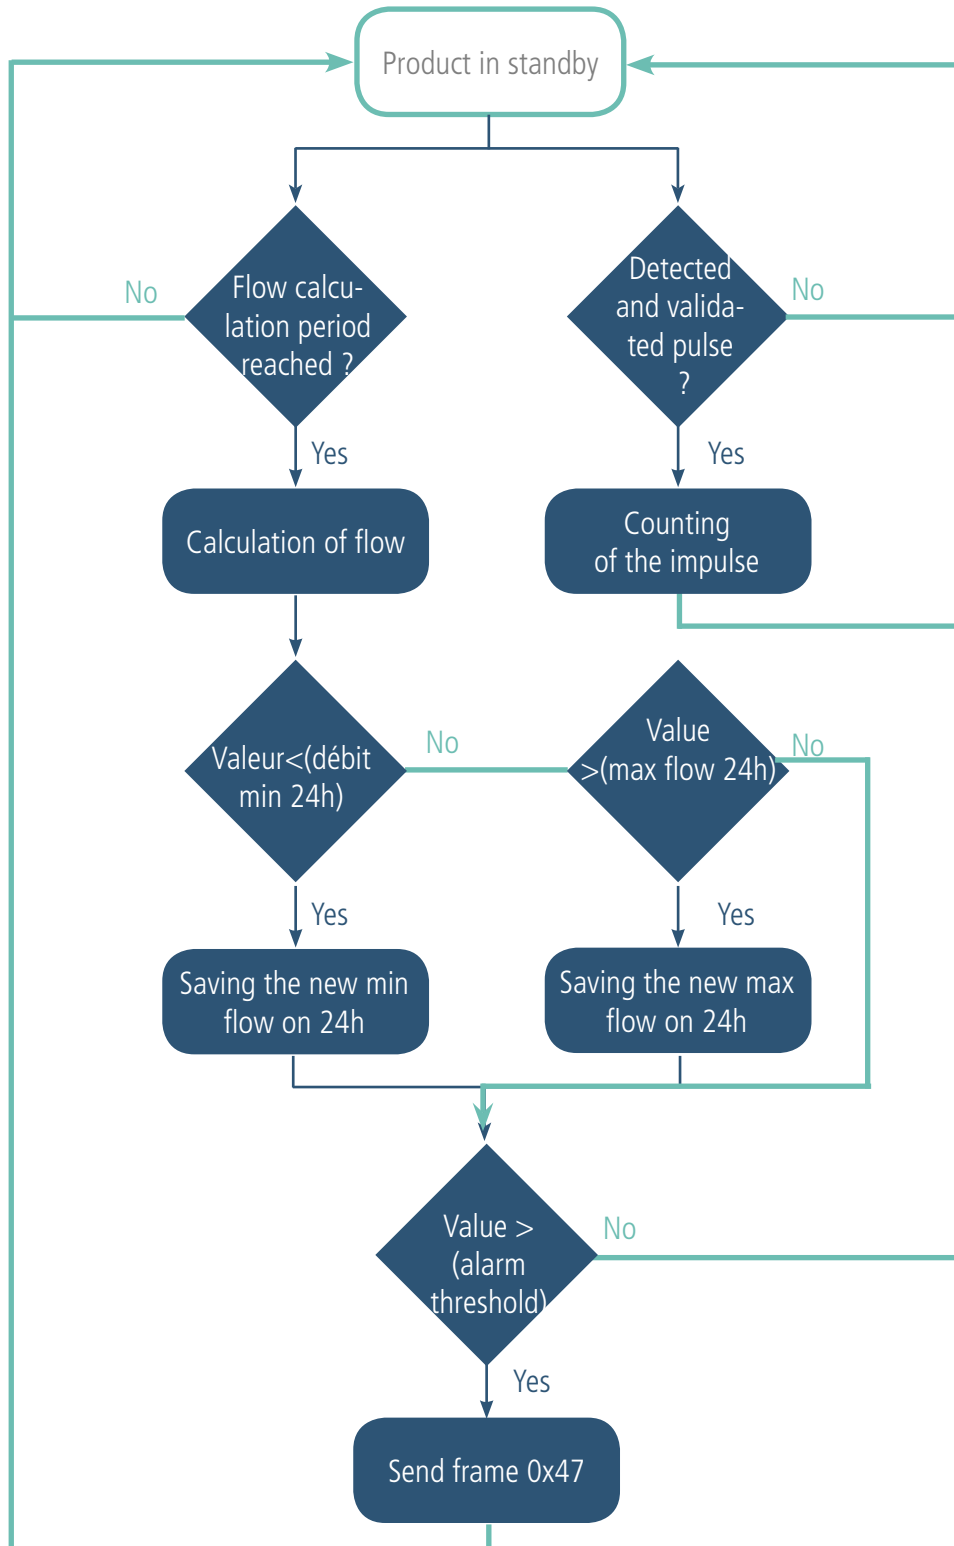 Product in standby
No
Flow calcu-
lation period
reached ?
Detected
and valida-
ted pulse
?
No
Yes
Yes
Calculation of flow
Counting
of the impulse
Valeur<(débit
min 24h)
No
Value
>(max flow 24h)
No
Yes
Yes
Saving the new min
flow on 24h
Saving the new max
flow on 24h
Value >
(alarm
threshold)
No
Yes
Send frame 0x47